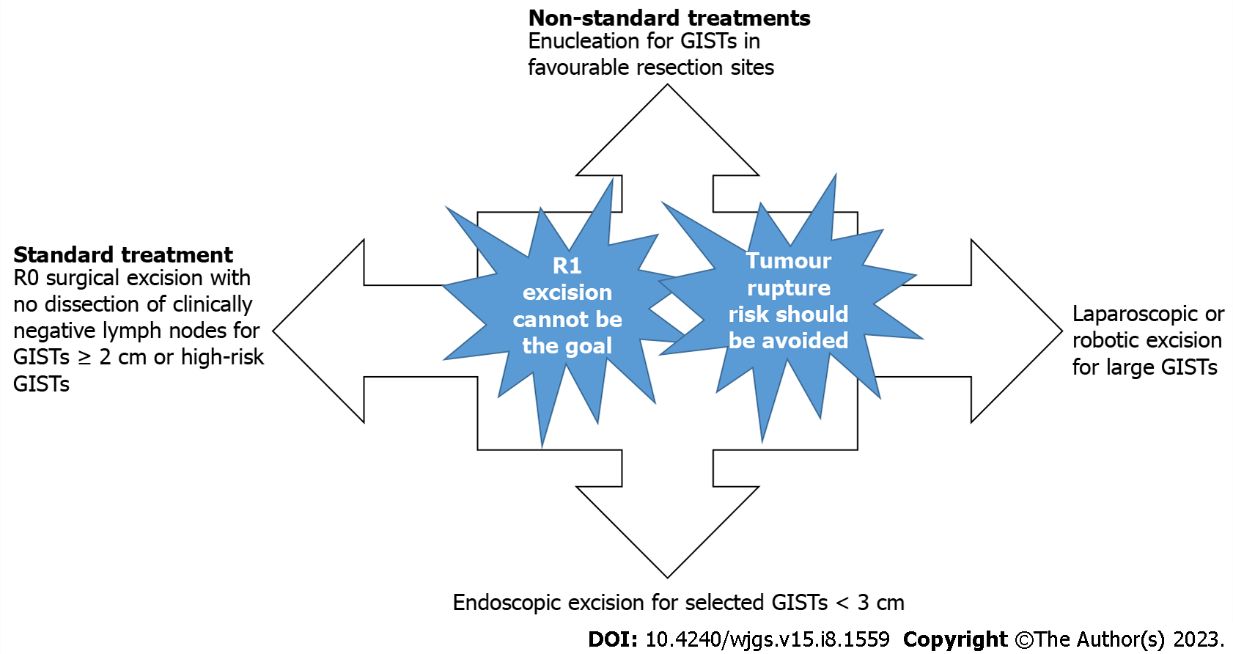 Non-standard treatments
Enucleation for GISTs in
favourable resection sites
Standard treatment
R0 surgical excision with
no dissection of clinically
negative lymph nodes for
GISTs ≥ 2 cm or high-risk
GISTs
R1
excision
cannot be
the goal
Tumour
rupture
risk should
be avoided
Laparoscopic or
robotic excision
for large GISTs
Endoscopic excision for selected GISTs < 3 cm
DOI: 10.4240/wjgs.v15.i8.1559 Copyright ©The Author(s) 2023.